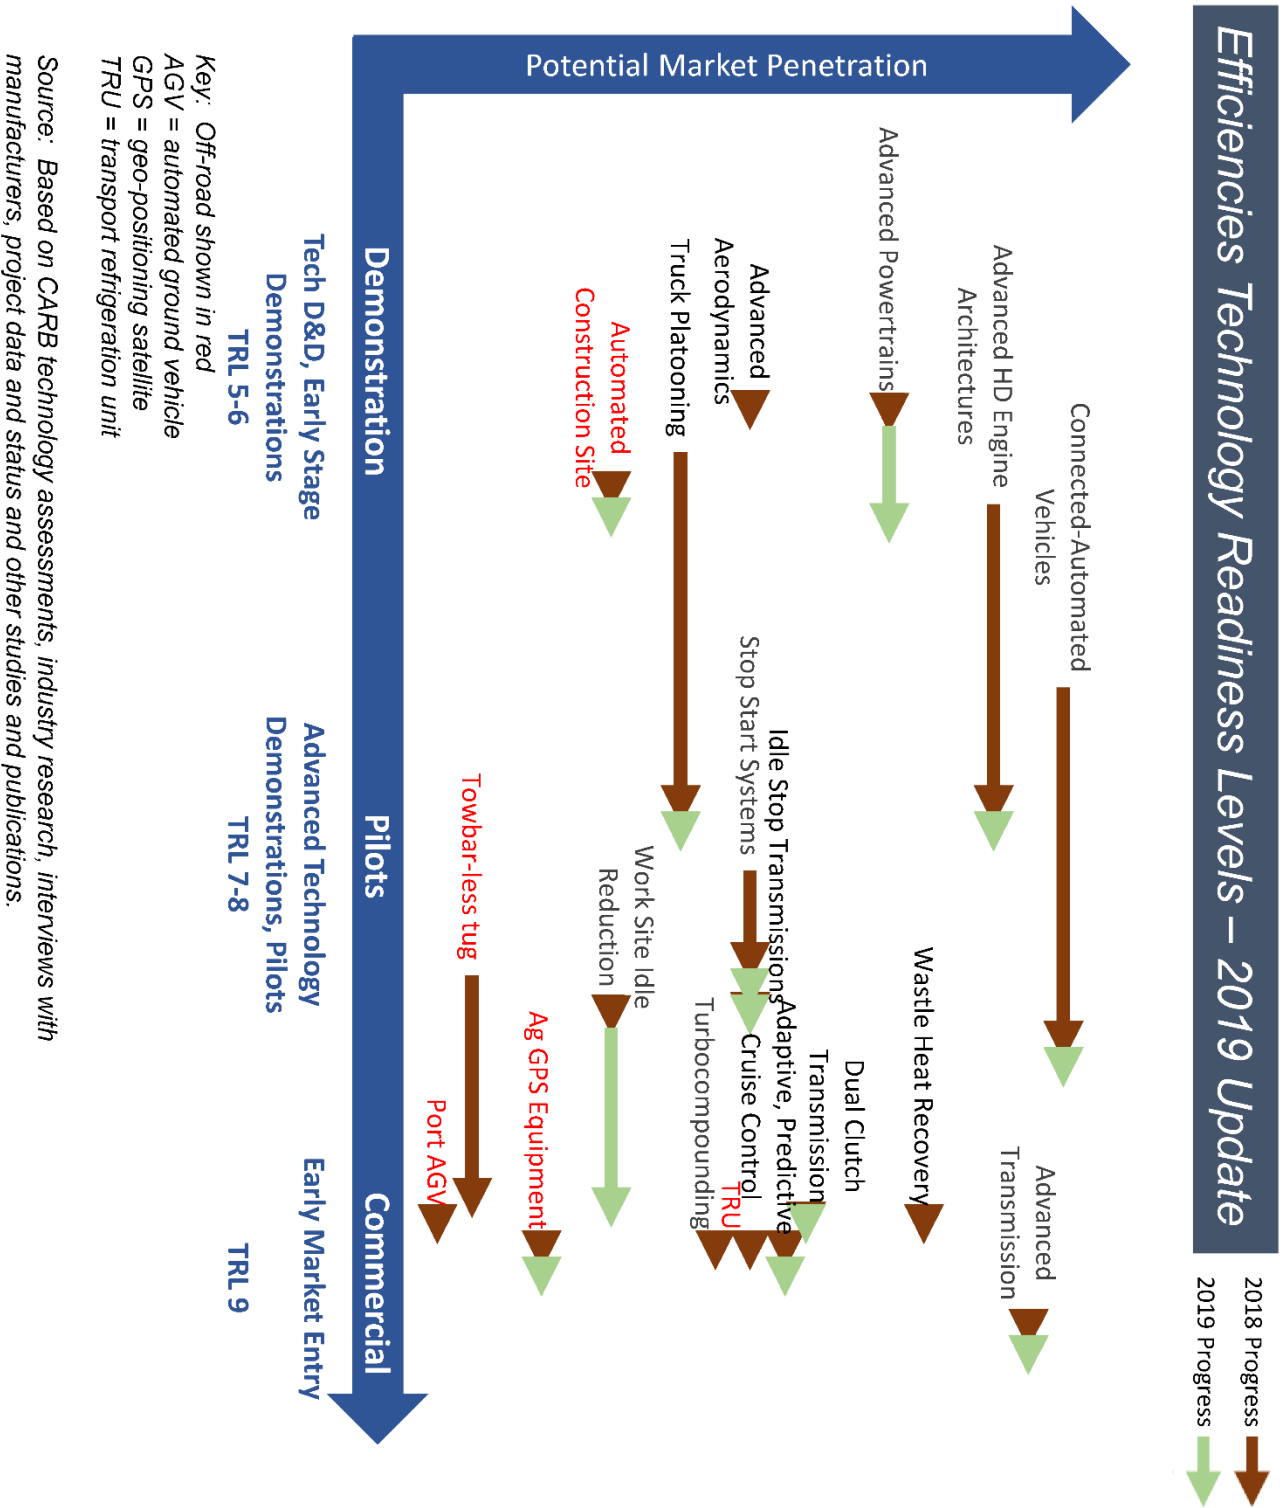 Efficiencies Technology Readiness Levels – 2019 Update
2018 Progress
2019 Progress
Potential Market Penetration
Connected-Automated
Vehicles
Advanced
Transmission
Advanced HD Engine
Architectures
Wastle Heat Recovery
Advanced Powertrains
Dual Clutch
Transmission
Idle Stop Transmissions
Adaptive, Predictive
Cruise Control
Stop Start Systems
Advanced
Aerodynamics
TRU
Turbocompounding
Truck Platooning
Work Site Idle
Reduction
Automated
Construction Site
Ag GPS Equipment
Towbar-less tug
Port AGV
Demonstration
Pilots
Commercial
Tech D&D, Early Stage
Demonstrations
TRL 5-6
Advanced Technology
Demonstrations, Pilots
TRL 7-8
Early Market Entry
TRL 9
Key:  Off-road shown in red
AGV = automated ground vehicle
GPS = geo-positioning satellite
TRU = transport refrigeration unit
Source:  Based on CARB technology assessments, industry research, interviews with
manufacturers, project data and status and other studies and publications.